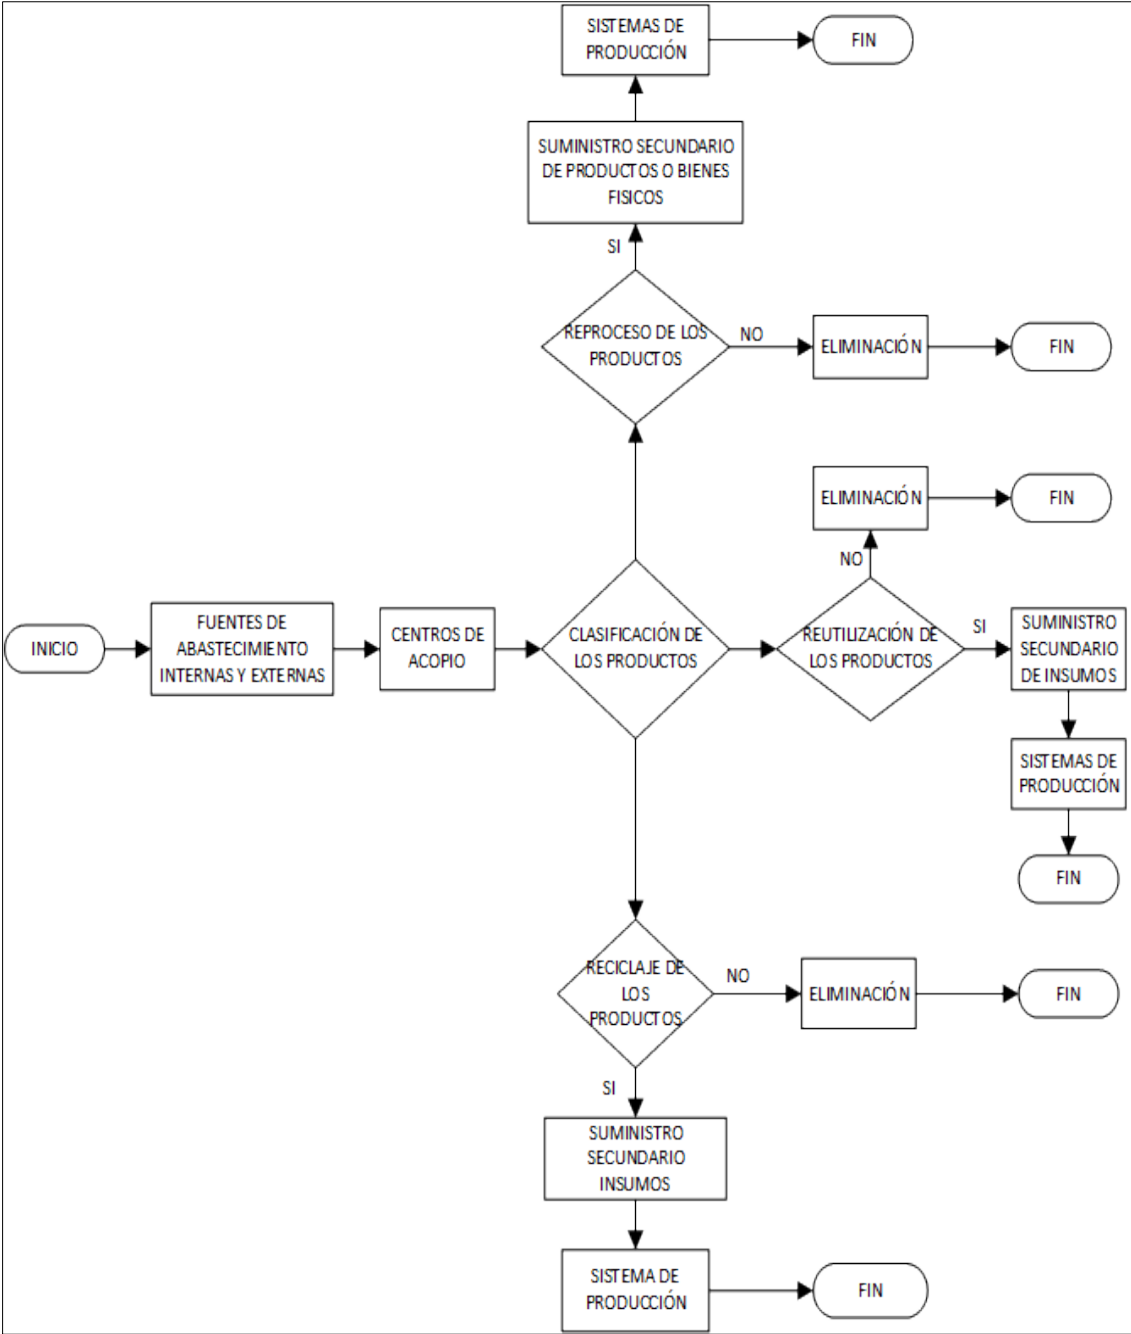 SISTEMAS DE
PRODUCCIÓN
FIN
SUMINISTRO SECUNDARIO
DE PRODUCTOS O BIENES
FISICOS
SI
REPROCESO DE LOS
PRODUCTOS
NO
ELIMINACIÓN
FIN
ELIMINACIÓN
FIN
NO
INICIO
FUENTES DE
ABASTECIMIENTO
INTERNAS Y EXTERNAS
CENTROS DE
ACOPIO
CLASIFICACIÓN DE
LOS PRODUCTOS
REUTILIZACIÓN DE
LOS PRODUCTOS
SI
SUMINISTRO
SECUNDARIO
DE INSUMOS
SISTEMAS DE
PRODUCCIÓN
FIN
RECICLAJE DE
LOS
PRODUCTOS
NO
ELIMINACIÓN
FIN
SI
SUMINISTRO
SECUNDARIO
INSUMOS
SISTEMA DE
PRODUCCIÓN
FIN